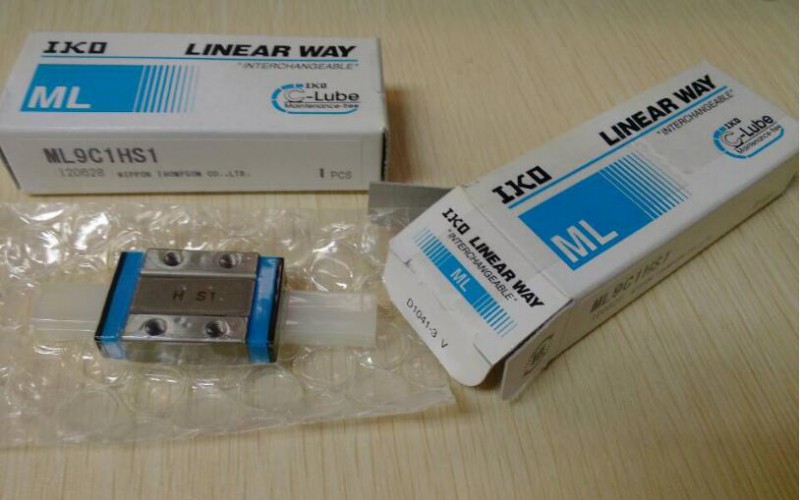 IKO LINEAR WAY
"INTERCHANGEABLE"
ML
IKO
C-Lube
Maintenance-free
ML9C1HS1
120828 NIPPON THOMPSON CO.,LTD. 1 PCS
H S1
IKO LINEAR WAY
"INTERCHANGEABLE"
ML
IKO
C-Lube
Maintenance-free
IKO LINEAR WAY
"INTERCHANGEABLE"
ML
D1041-3 V
ML9C1HS1